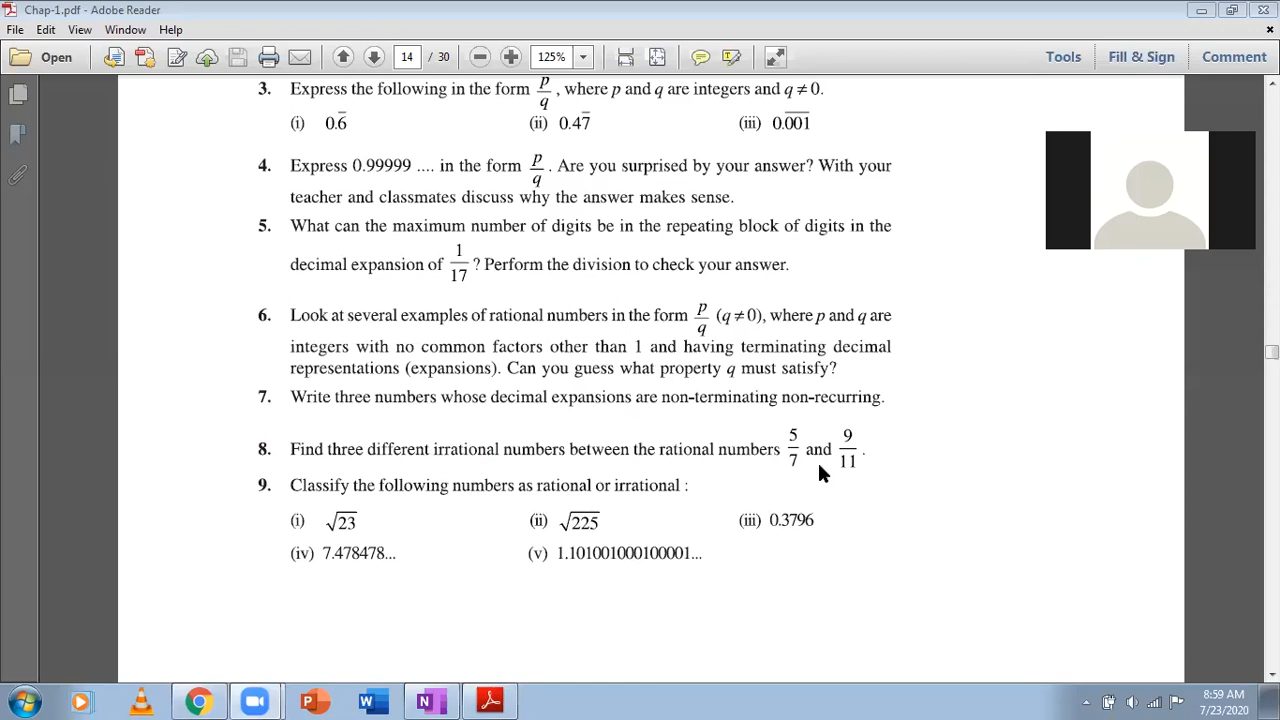 Chap-1.pdf - Adobe Reader
File Edit View Window Help
Open 14 / 30 125% Tools Fill & Sign Comment
3. Express the following in the form p/q, where p and q are integers and q ≠ 0.
(i) 0.6̅ (ii) 0.47̅ (iii) 0.0̅0̅1̅
4. Express 0.99999 .... in the form p/q. Are you surprised by your answer? With your
teacher and classmates discuss why the answer makes sense.
5. What can the maximum number of digits be in the repeating block of digits in the
decimal expansion of 1/17? Perform the division to check your answer.
6. Look at several examples of rational numbers in the form p/q (q ≠ 0), where p and q are
integers with no common factors other than 1 and having terminating decimal
representations (expansions). Can you guess what property q must satisfy?
7. Write three numbers whose decimal expansions are non-terminating non-recurring.
8. Find three different irrational numbers between the rational numbers 5/7 and 9/11.
9. Classify the following numbers as rational or irrational :
(i) √23 (ii) √225 (iii) 0.3796
(iv) 7.478478... (v) 1.101001000100001...
8:59 AM
7/23/2020